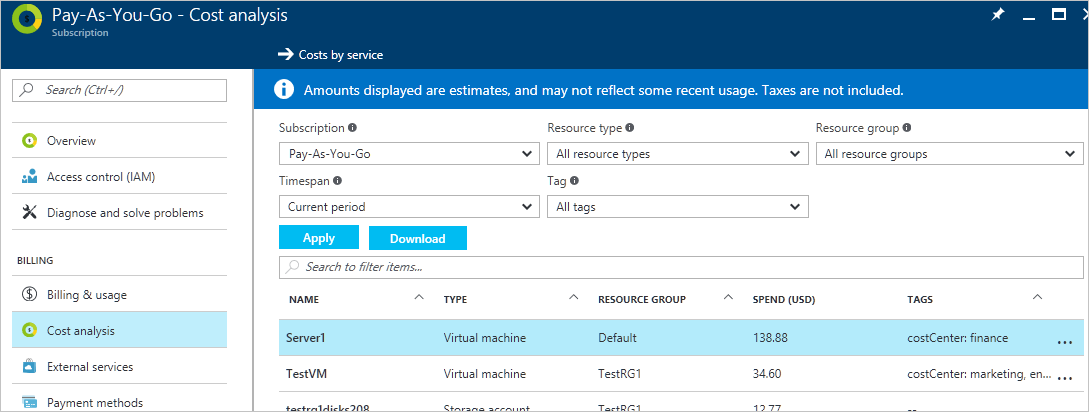 Pay-As-You-Go - Cost analysis
Subscription
Costs by service
Search (Ctrl+/)
Overview
Access control (IAM)
Diagnose and solve problems
BILLING
Billing & usage
Cost analysis
External services
Payment methods
Amounts displayed are estimates, and may not reflect some recent usage. Taxes are not included.
Subscription Resource type Resource group
Pay-As-You-Go All resource types All resource groups
Timespan Tag
Current period All tags
Apply Download
Search to filter items...
NAME TYPE RESOURCE GROUP SPEND (USD) TAGS
Server1 Virtual machine Default 138.88 costCenter: finance ...
TestVM Virtual machine TestRG1 34.60 costCenter: marketing, en... ...
testrg1disks208 Storage account TestRG1 12.77 --